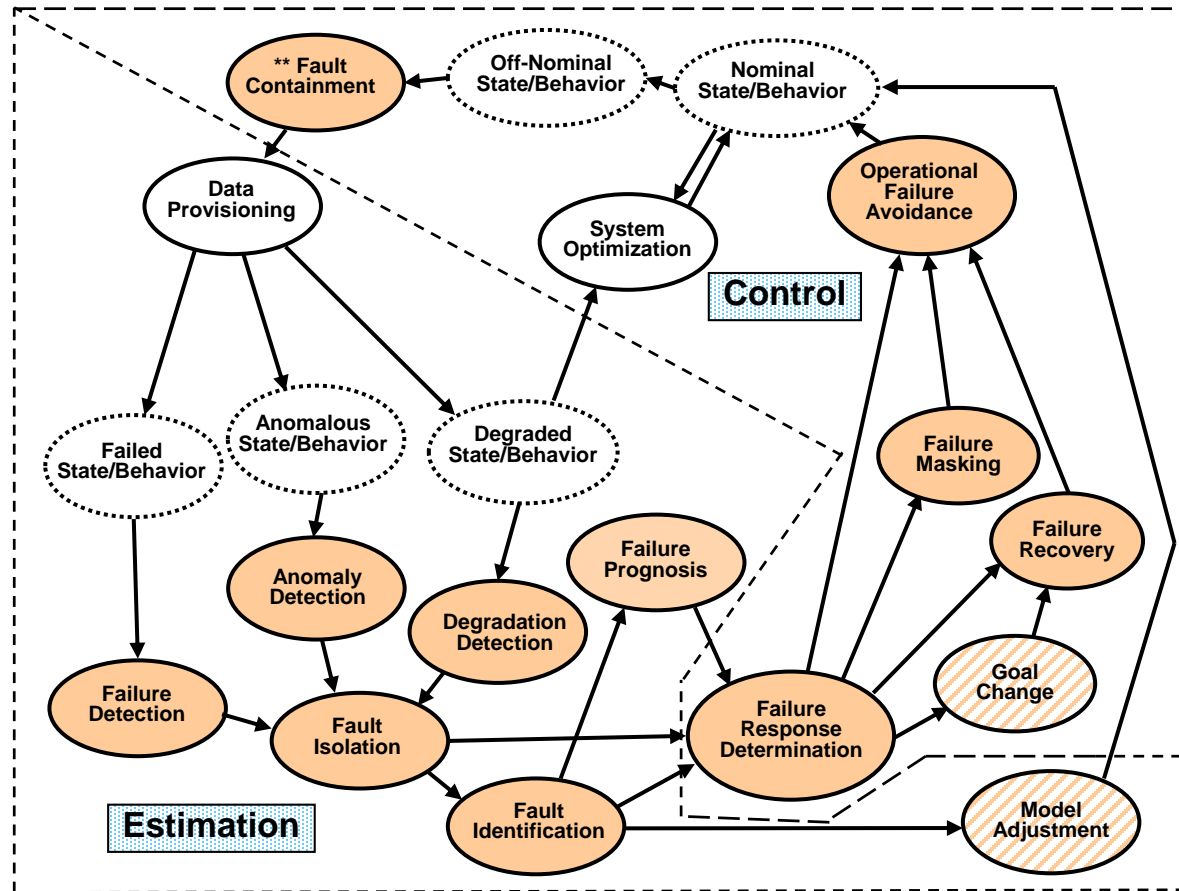 ** Fault
Containment
Off-Nominal
State/Behavior
Nominal
State/Behavior
Data
Provisioning
Operational
Failure
Avoidance
System
Optimization
Control
Failed
State/Behavior
Anomalous
State/Behavior
Degraded
State/Behavior
Failure
Masking
Failure
Recovery
Failure
Prognosis
Anomaly
Detection
Degradation
Detection
Goal
Change
Failure
Detection
Fault
Isolation
Failure
Response
Determination
Estimation
Fault
Identification
Model
Adjustment